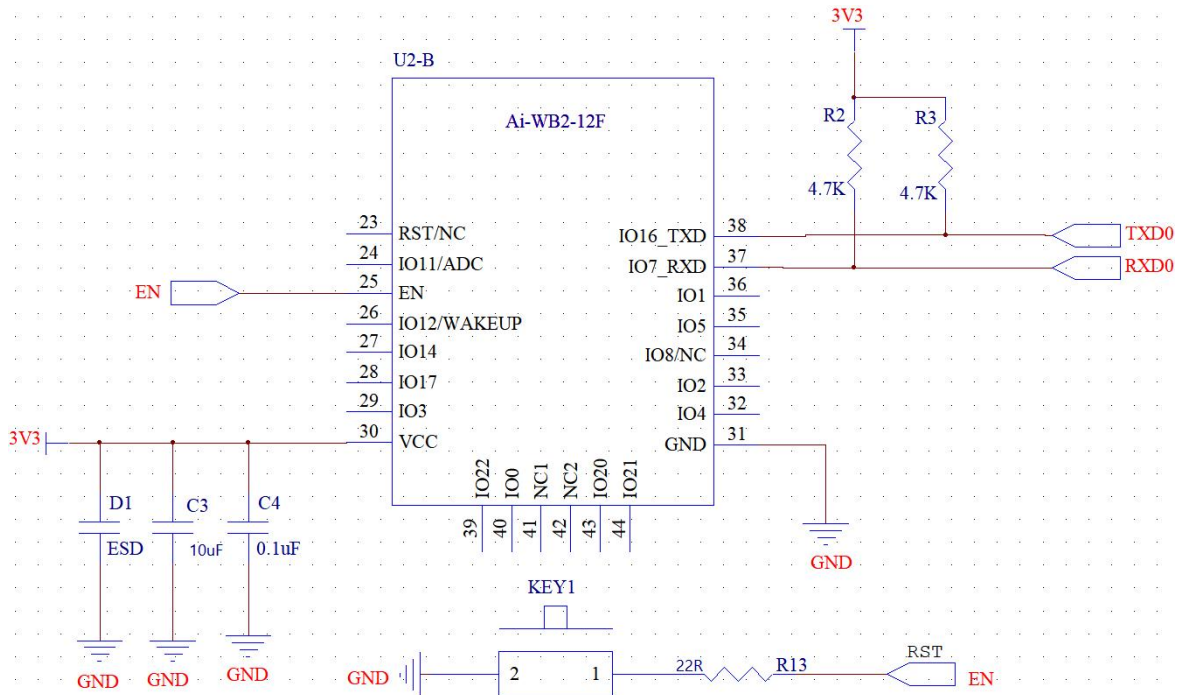 3V3
U2-B
Ai-WB2-12F
R2
R3
4.7K
4.7K
23
RST/NC
IO16_TXD
38
TXD0
24
IO11/ADC
IO7_RXD
37
RXD0
EN
25
EN
IO1
36
26
IO12/WAKEUP
IO5
35
27
IO14
IO8/NC
34
28
IO17
IO2
33
29
IO3
IO4
32
3V3
30
VCC
GND
31
IO22
IO0
NC1
NC2
IO20
IO21
39
40
41
42
43
44
D1
C3
C4
ESD
10uF
0.1uF
GND
KEY1
GND
GND
GND
GND
2
1
22R
R13
RST
EN